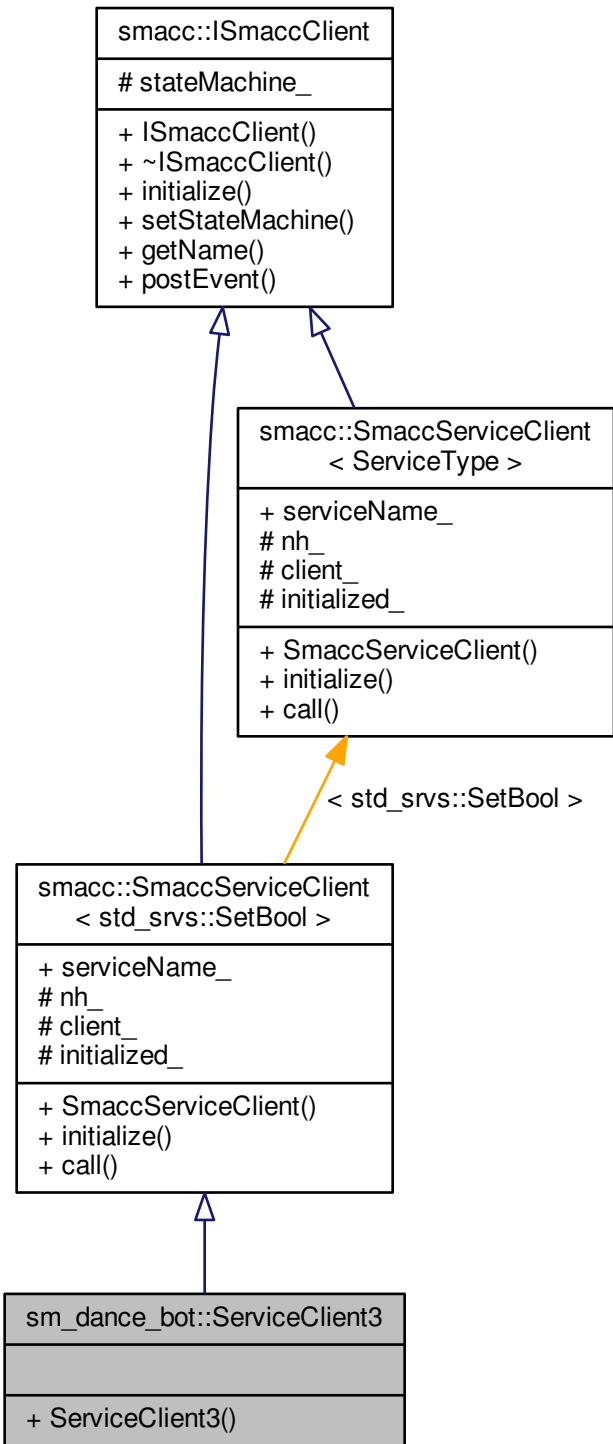 smacc::ISmaccClient
# stateMachine_
+ ISmaccClient()
+ ~ISmaccClient()
+ initialize()
+ setStateMachine()
+ getName()
+ postEvent()
smacc::SmaccServiceClient
< ServiceType >
+ serviceName_
# nh_
# client_
# initialized_
+ SmaccServiceClient()
+ initialize()
+ call()
< std_srvs::SetBool >
smacc::SmaccServiceClient
< std_srvs::SetBool >
+ serviceName_
# nh_
# client_
# initialized_
+ SmaccServiceClient()
+ initialize()
+ call()
sm_dance_bot::ServiceClient3
+ ServiceClient3()